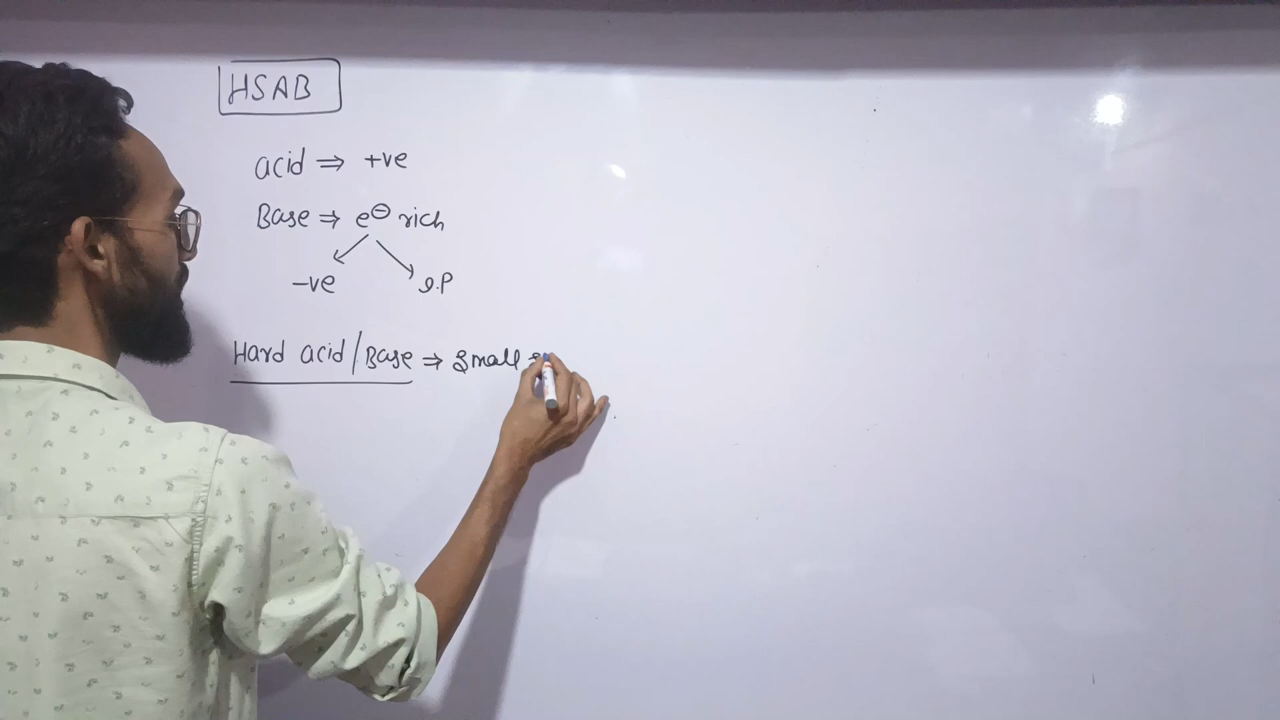 HSAB
acid ⇒ +ve
Base ⇒ e⊖ rich
-ve l.P
Hard acid/Base ⇒ small